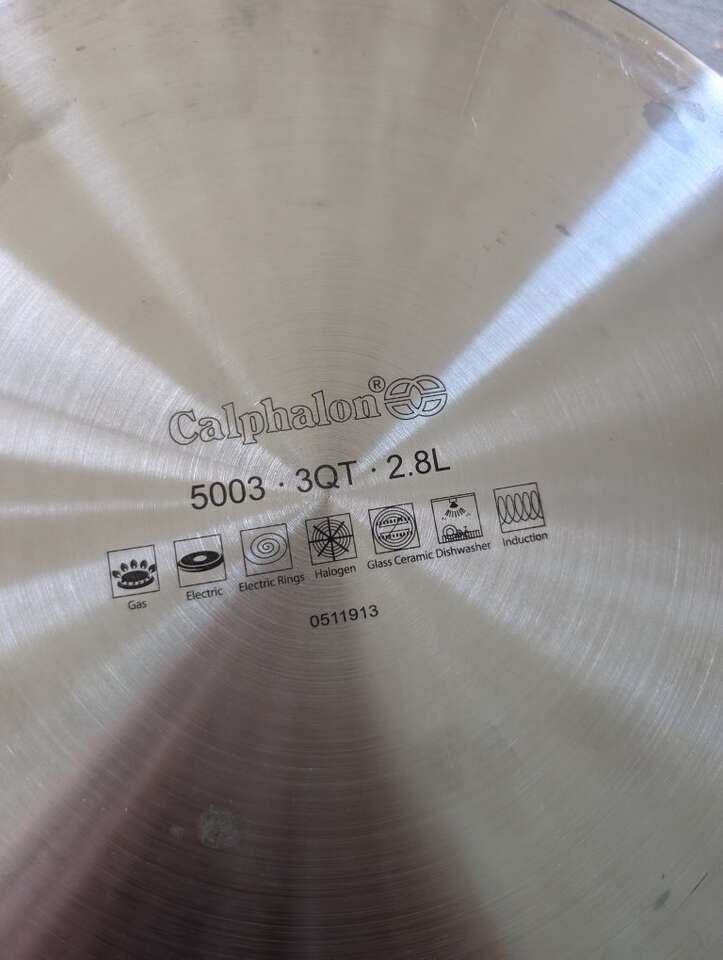 Calphalon®
5003 · 3QT · 2.8L
Gas Electric Electric Rings Halogen Glass Ceramic Dishwasher Induction
0511913